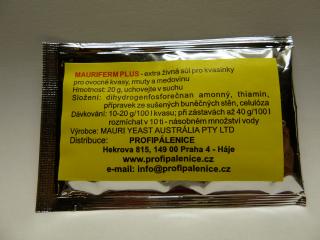 MAURIFERM PLUS - extra živná sůl pro kvasinky
pro ovocné kvasy, rmuty a medovinu
Hmotnost: 20 g, uchovejte v suchu
Složení: dihydrogenfosforečnan amonný, thiamin,
přípravek ze sušených buněčných stěn, celulóza
Dávkování: 10-20 g/100 l kvasu; při zástavách až 40 g/100 l
rozmíchat v 10 ti - násobném množství vody
Výrobce: MAURI YEAST AUSTRÁLIA PTY LTD
Distribuce: PROFIPÁLENICE
Hekrova 815, 149 00 Praha 4 - Háje
www.profipalenice.cz
e-mail: info@profipalenice.cz